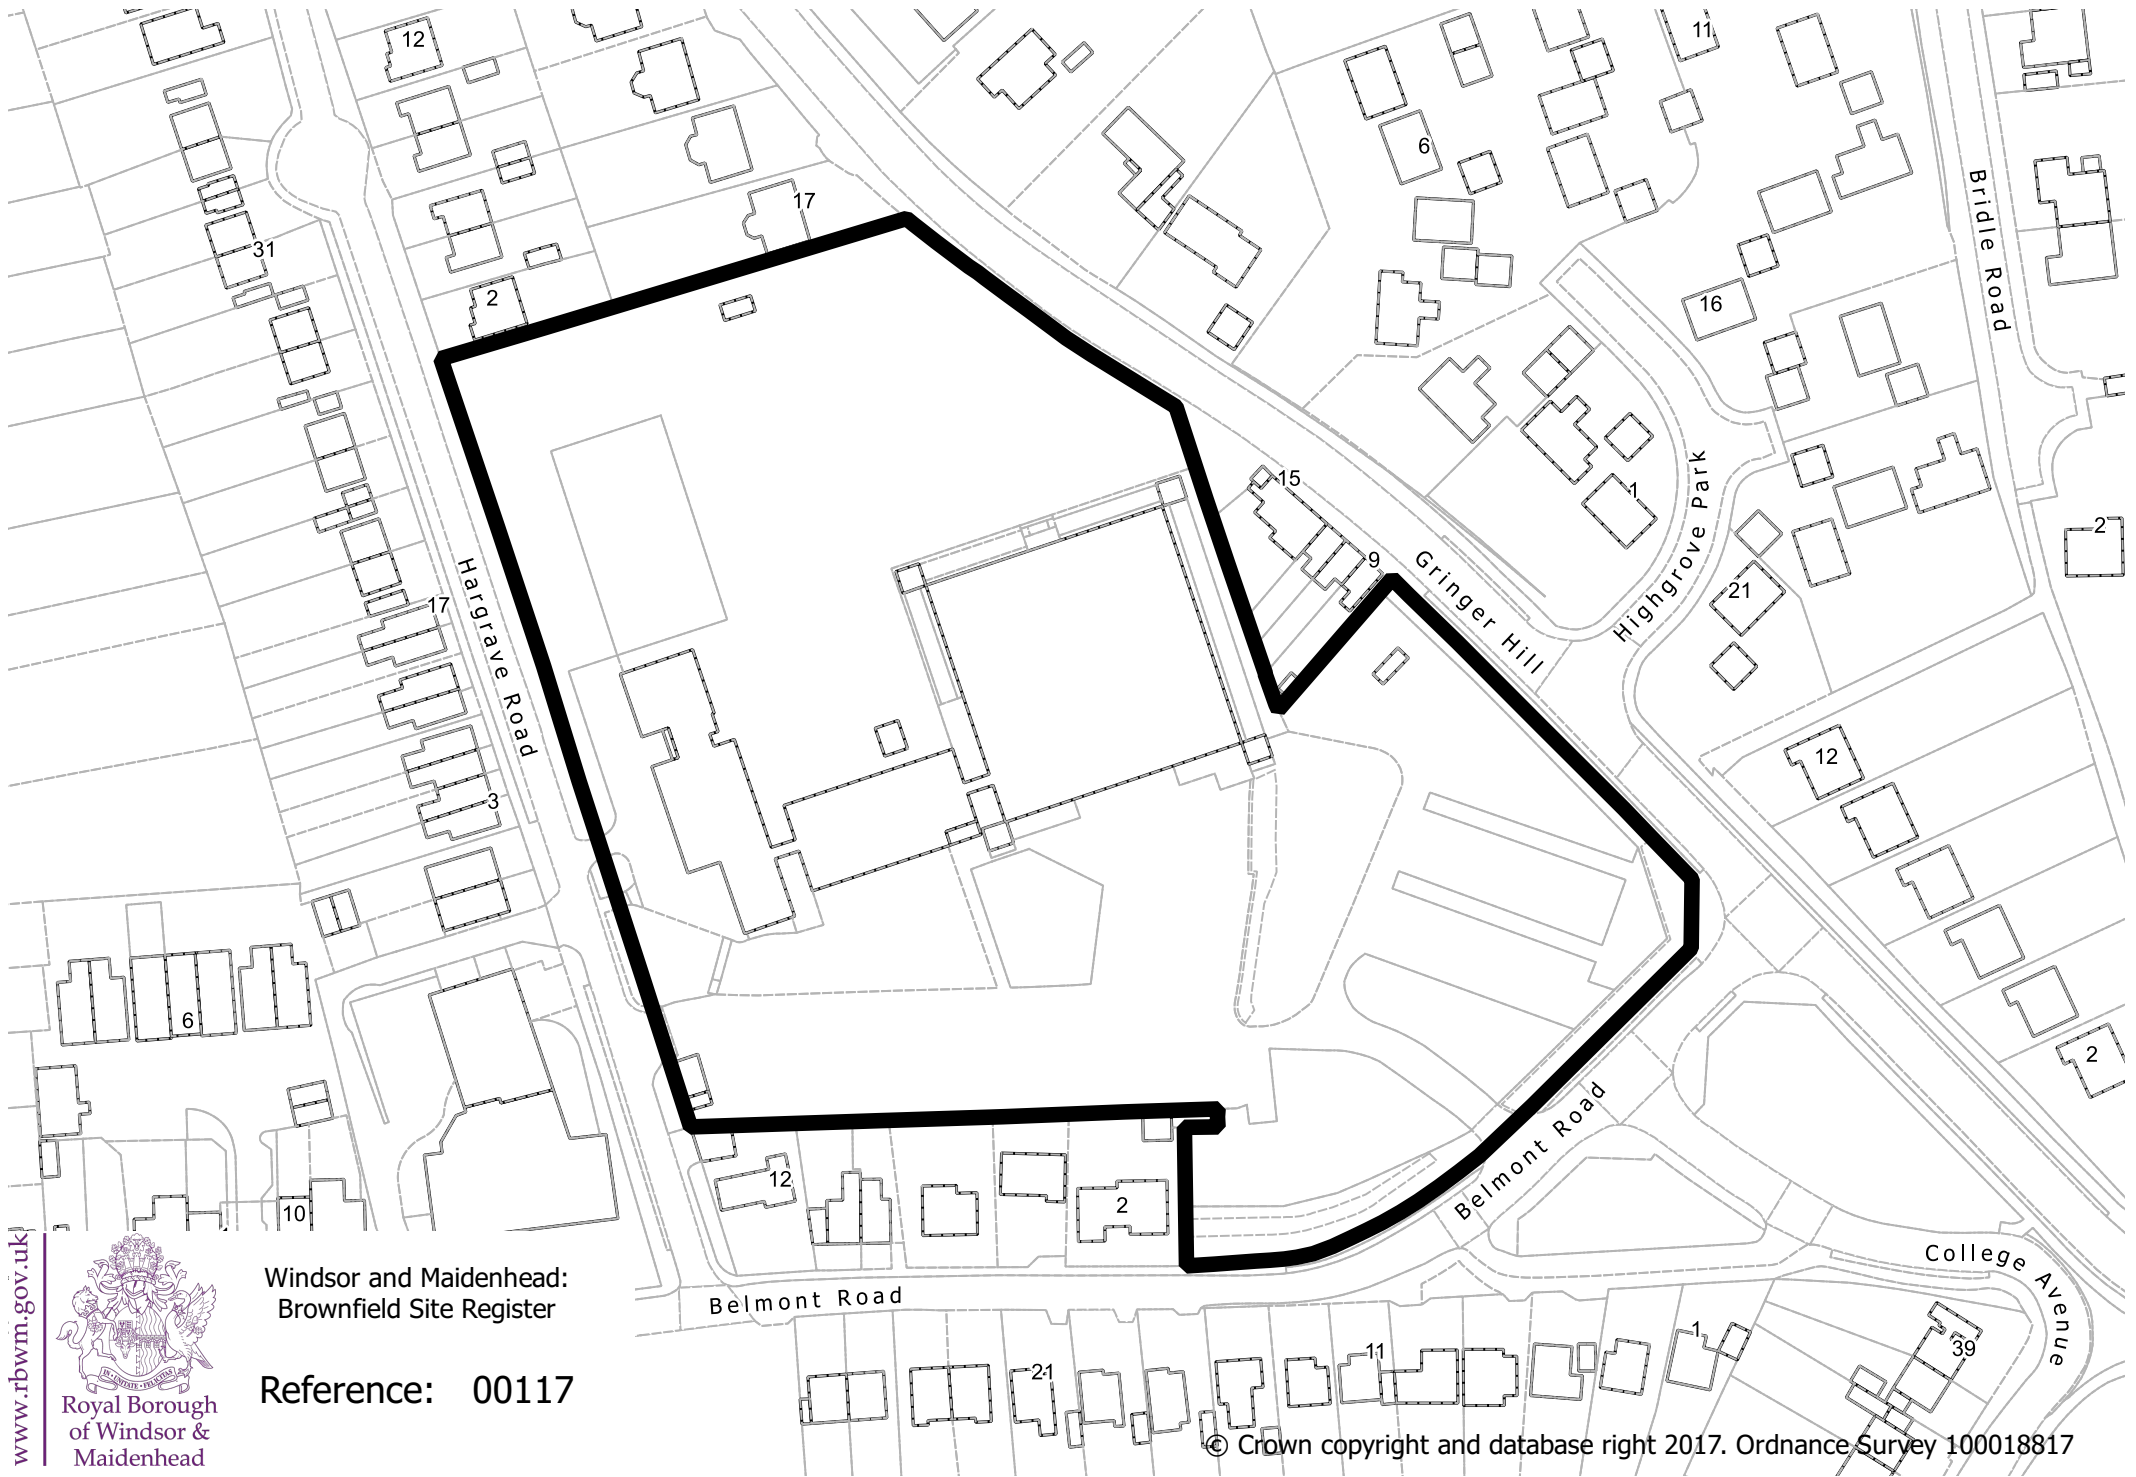 12
11
6
17
31
2
16
Bridle Road
15
1
9
2
Gringer Hill
Highgrove Park
21
17
Hargrave Road
12
3
6
2
12
2
10
Belmont Road
Belmont Road
College Avenue
1
11
39
21
www.rbwm.gov.uk
IN · UNITATE · FELICITAS
Royal Borough
of Windsor &
Maidenhead
Windsor and Maidenhead:
Brownfield Site Register
Reference: 00117
© Crown copyright and database right 2017. Ordnance Survey 100018817